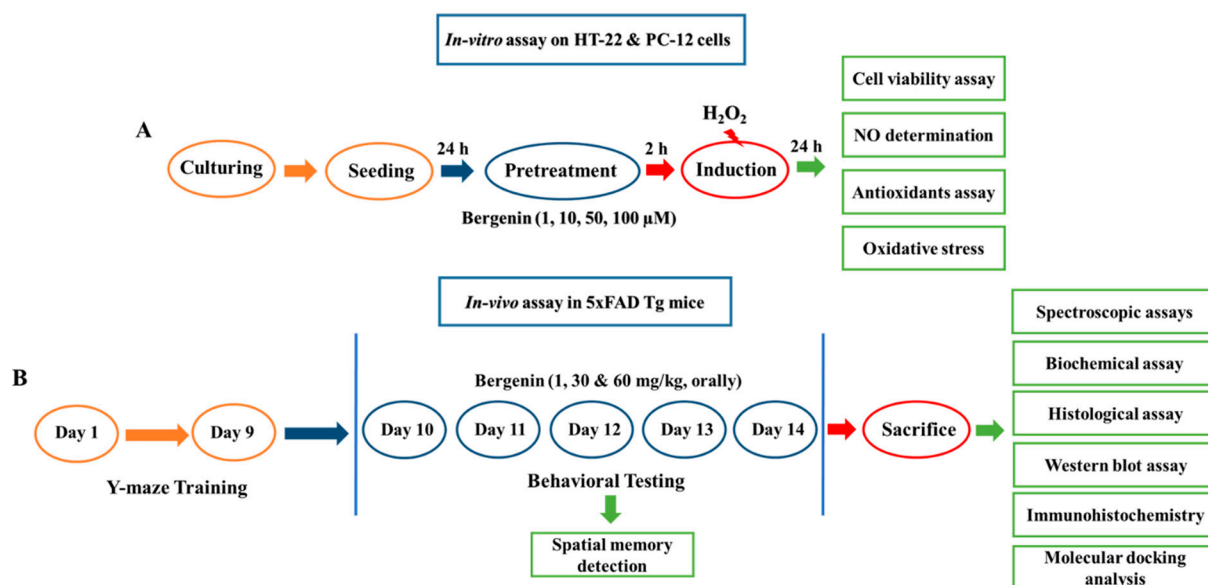 In-vitro assay on HT-22 & PC-12 cells
A
Culturing
Seeding
24 h
Pretreatment
Bergenin (1, 10, 50, 100 µM)
2 h
H₂O₂
Induction
24 h
Cell viability assay
NO determination
Antioxidants assay
Oxidative stress
In-vivo assay in 5xFAD Tg mice
B
Day 1
Day 9
Y-maze Training
Bergenin (1, 30 & 60 mg/kg, orally)
Day 10
Day 11
Day 12
Day 13
Day 14
Behavioral Testing
Spatial memory
detection
Sacrifice
Spectroscopic assays
Biochemical assay
Histological assay
Western blot assay
Immunohistochemistry
Molecular docking
analysis